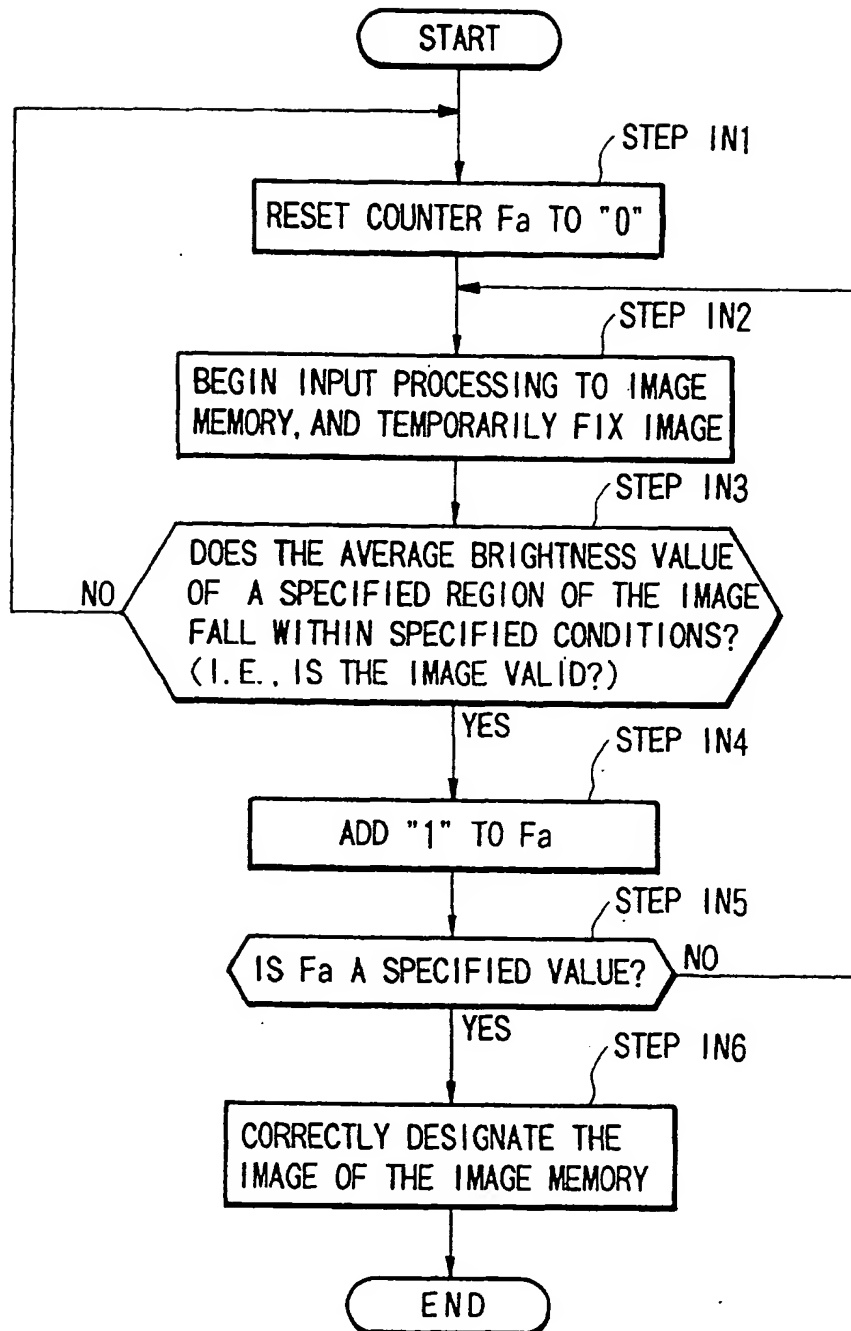 START
STEP IN1
RESET COUNTER Fa TO "0"
STEP IN2
BEGIN INPUT PROCESSING TO IMAGE
MEMORY, AND TEMPORARILY FIX IMAGE
STEP IN3
DOES THE AVERAGE BRIGHTNESS VALUE
OF A SPECIFIED REGION OF THE IMAGE
FALL WITHIN SPECIFIED CONDITIONS?
(I.E., IS THE IMAGE VALID?)
NO
YES
STEP IN4
ADD "1" TO Fa
STEP IN5
IS Fa A SPECIFIED VALUE?
NO
YES
STEP IN6
CORRECTLY DESIGNATE THE
IMAGE OF THE IMAGE MEMORY
END